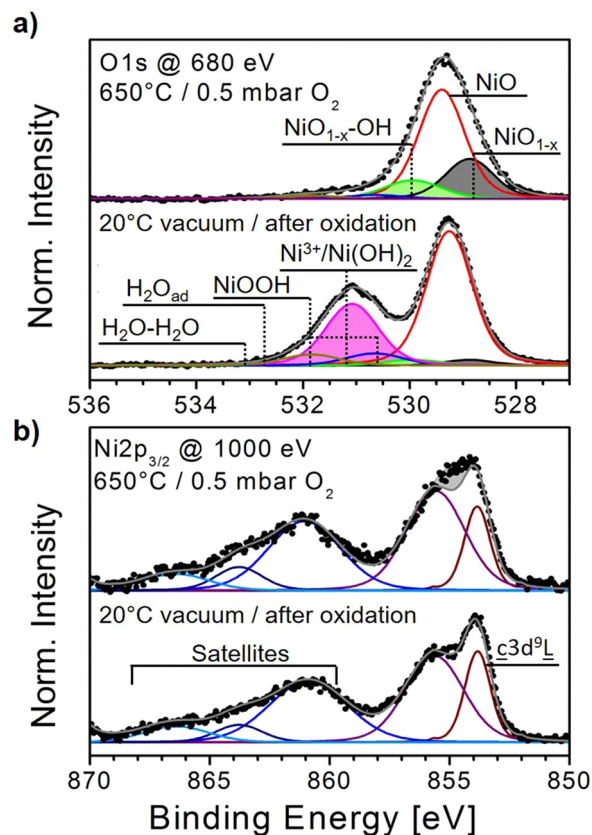 a)
O1s @ 680 eV
650°C / 0.5 mbar O₂
NiO
NiO₁₋ₓ-OH
NiO₁₋ₓ
20°C vacuum / after oxidation
Ni³⁺/Ni(OH)₂
NiOOH
H₂Oad
H₂O-H₂O
Norm. Intensity
536 534 532 530 528
b)
Ni2p3/2 @ 1000 eV
650°C / 0.5 mbar O₂
20°C vacuum / after oxidation
Satellites
c3d⁹L
Norm. Intensity
870 865 860 854 850
Binding Energy [eV]